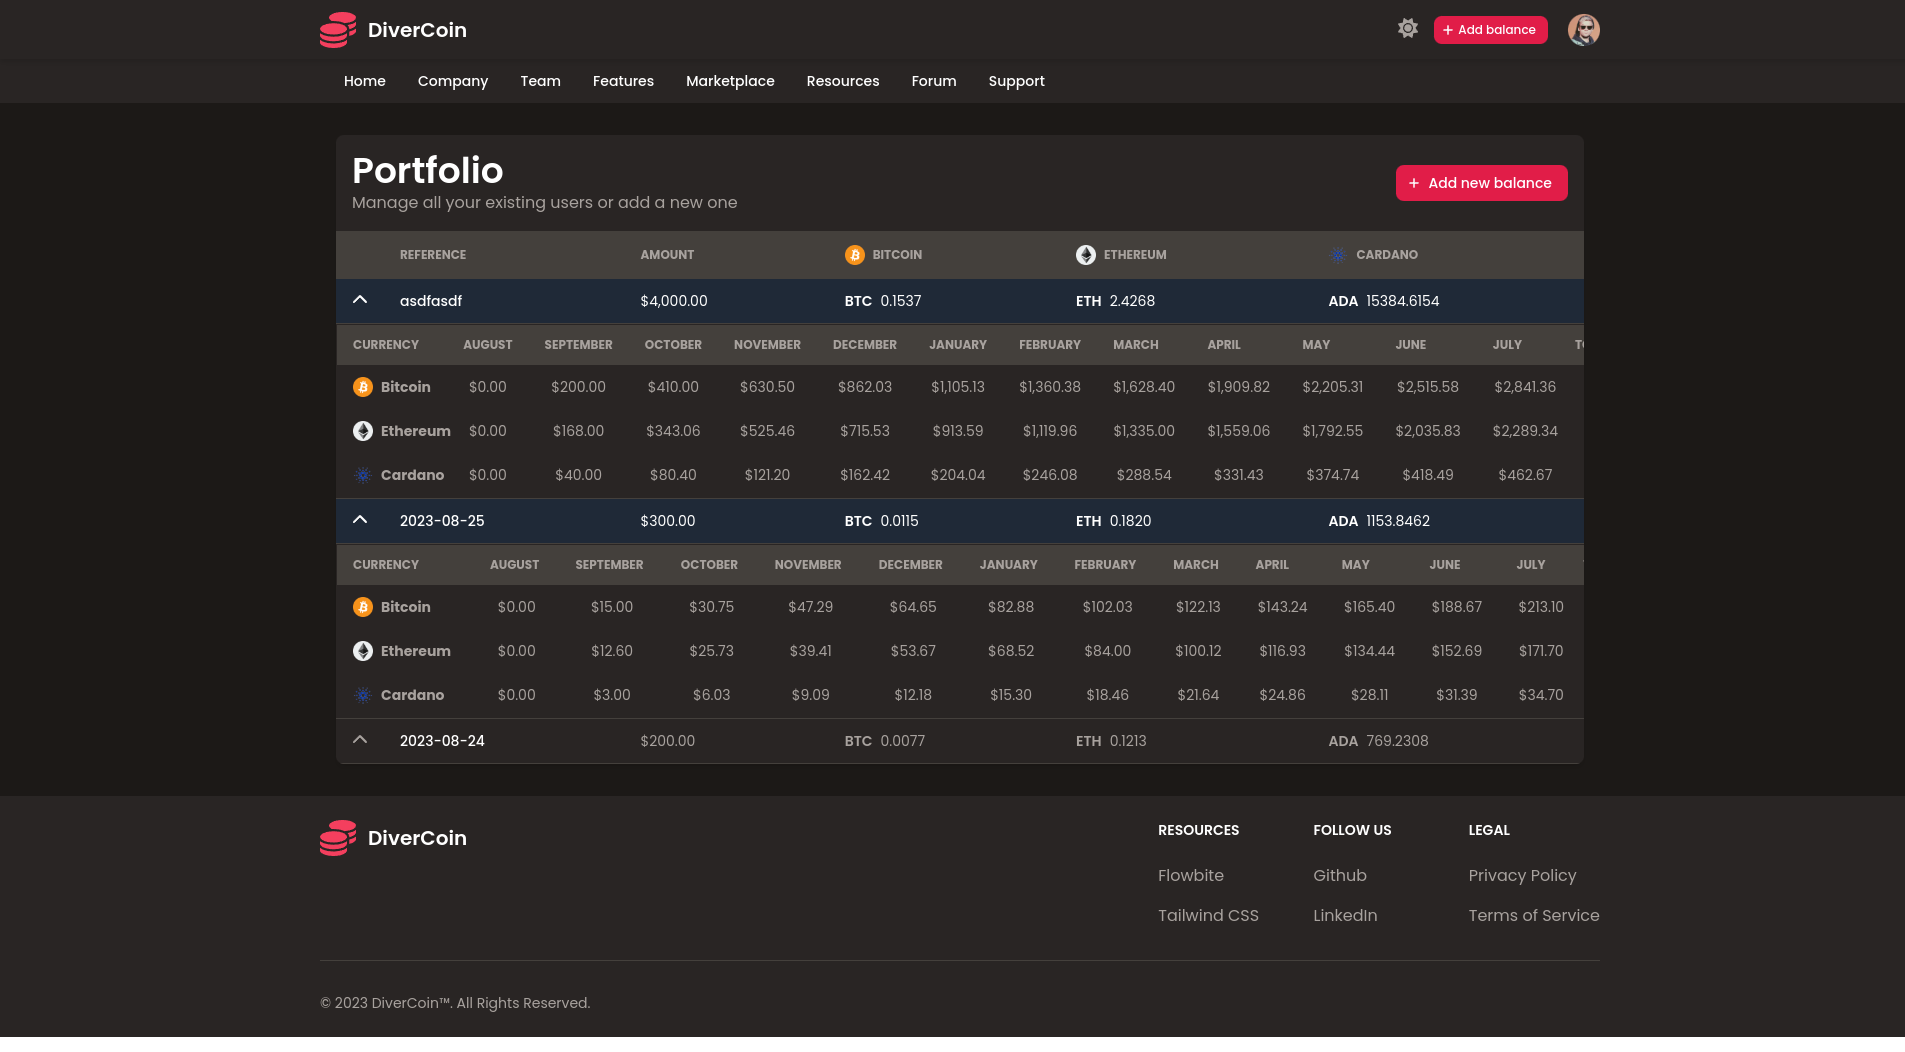 DiverCoin
+ Add balance
Home Company Team Features Marketplace Resources Forum Support
Portfolio
Manage all your existing users or add a new one
+ Add new balance
REFERENCE AMOUNT BITCOIN ETHEREUM CARDANO
asdfasdf $4,000.00 BTC 0.1537 ETH 2.4268 ADA 15384.6154
CURRENCY AUGUST SEPTEMBER OCTOBER NOVEMBER DECEMBER JANUARY FEBRUARY MARCH APRIL MAY JUNE JULY
Bitcoin $0.00 $200.00 $410.00 $630.50 $862.03 $1,105.13 $1,360.38 $1,628.40 $1,909.82 $2,205.31 $2,515.58 $2,841.36
Ethereum $0.00 $168.00 $343.06 $525.46 $715.53 $913.59 $1,119.96 $1,335.00 $1,559.06 $1,792.55 $2,035.83 $2,289.34
Cardano $0.00 $40.00 $80.40 $121.20 $162.42 $204.04 $246.08 $288.54 $331.43 $374.74 $418.49 $462.67
2023-08-25 $300.00 BTC 0.0115 ETH 0.1820 ADA 1153.8462
CURRENCY AUGUST SEPTEMBER OCTOBER NOVEMBER DECEMBER JANUARY FEBRUARY MARCH APRIL MAY JUNE JULY
Bitcoin $0.00 $15.00 $30.75 $47.29 $64.65 $82.88 $102.03 $122.13 $143.24 $165.40 $188.67 $213.10
Ethereum $0.00 $12.60 $25.73 $39.41 $53.67 $68.52 $84.00 $100.12 $116.93 $134.44 $152.69 $171.70
Cardano $0.00 $3.00 $6.03 $9.09 $12.18 $15.30 $18.46 $21.64 $24.86 $28.11 $31.39 $34.70
2023-08-24 $200.00 BTC 0.0077 ETH 0.1213 ADA 769.2308
DiverCoin
RESOURCES FOLLOW US LEGAL
Flowbite Github Privacy Policy
Tailwind CSS LinkedIn Terms of Service
© 2023 DiverCoin™. All Rights Reserved.